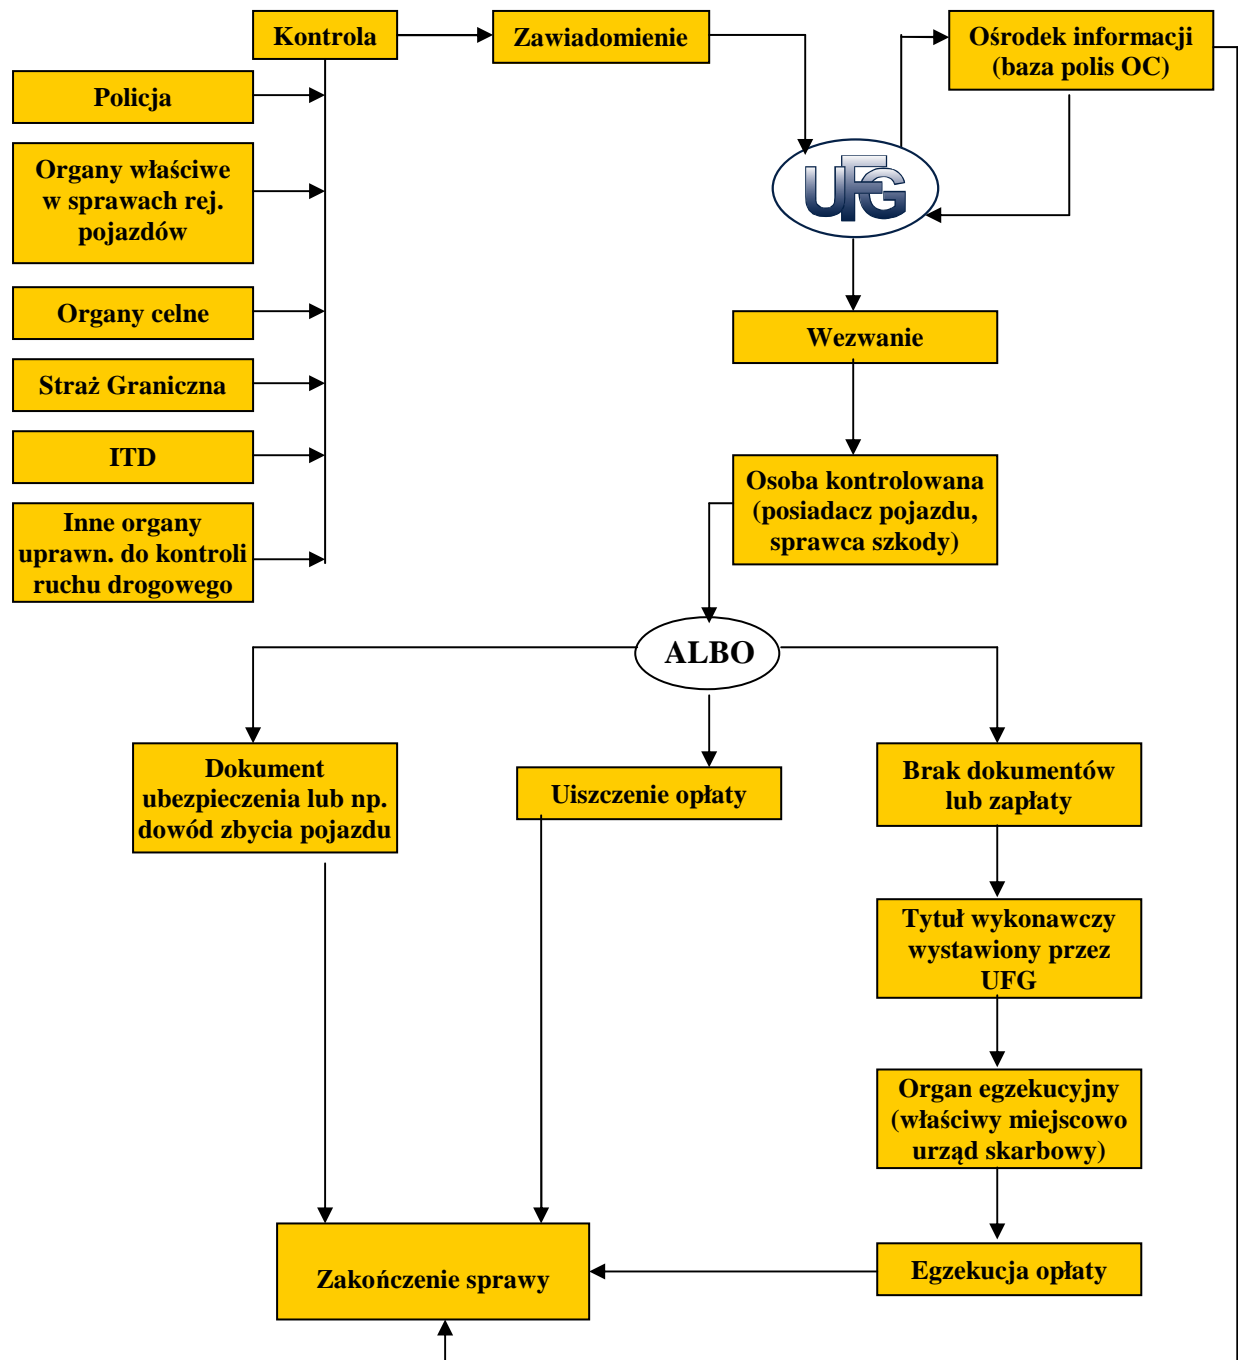 Kontrola
Zawiadomienie
Ośrodek informacji
(baza polis OC)
Policja
Organy właściwe
w sprawach rej.
pojazdów
UFG
Organy celne
Wezwanie
Straż Graniczna
ITD
Osoba kontrolowana
(posiadacz pojazdu,
sprawca szkody)
Inne organy
uprawn. do kontroli
ruchu drogowego
ALBO
Dokument
ubezpieczenia lub np.
dowód zbycia pojazdu
Uiszczenie opłaty
Brak dokumentów
lub zapłaty
Tytuł wykonawczy
wystawiony przez
UFG
Organ egzekucyjny
(właściwy miejscowo
urząd skarbowy)
Zakończenie sprawy
Egzekucja opłaty